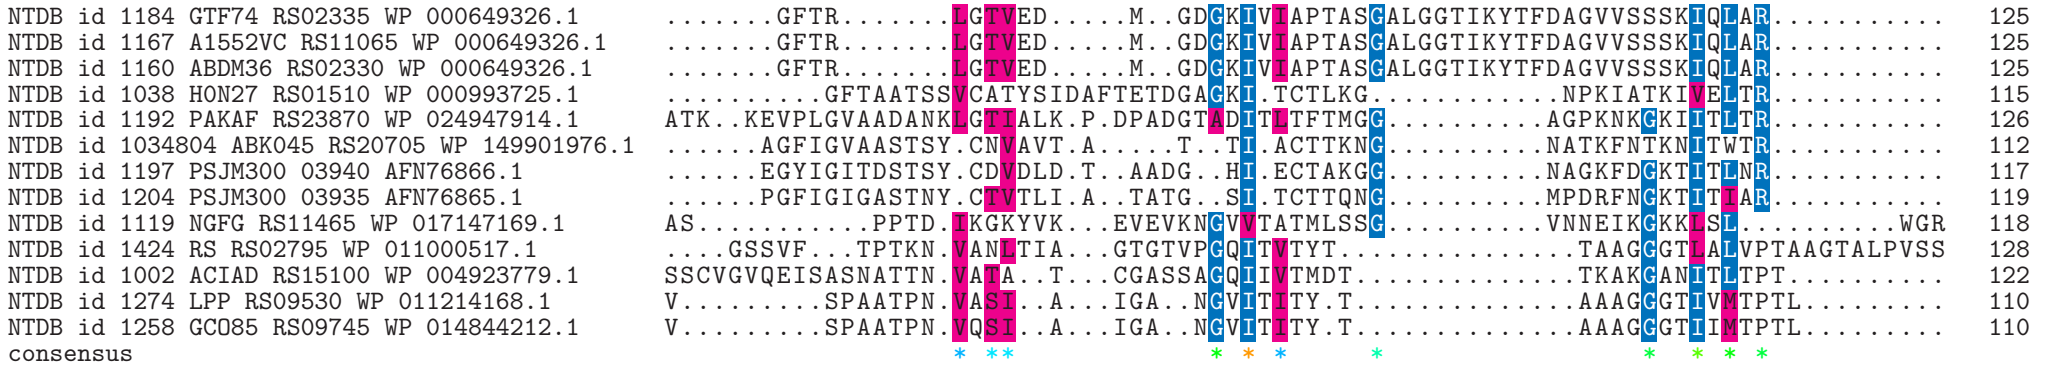 NTDB id 1184 GTF74 RS02335 WP 000649326.1 .......GFTR.......LGTVED.....M..GDGKIVIAPTASGALGGTIKYTFDAGVVSSSKIQLAR........... 125
NTDB id 1167 A1552VC RS11065 WP 000649326.1 .......GFTR.......LGTVED.....M..GDGKIVIAPTASGALGGTIKYTFDAGVVSSSKIQLAR........... 125
NTDB id 1160 ABDM36 RS02330 WP 000649326.1 .......GFTR.......LGTVED.....M..GDGKIVIAPTASGALGGTIKYTFDAGVVSSSKIQLAR........... 125
NTDB id 1038 HON27 RS01510 WP 000993725.1 ..........GFTAATSSVCATYSIDAFTETDGAGKI.TCTLKG............NPKIATKIVELTR........... 115
NTDB id 1192 PAKAF RS23870 WP 024947914.1 ATK..KEVPLGVAADANKLGTIALK.P.DPADGTADITLTFTMGG..........AGPKNKGKIITLTR........... 126
NTDB id 1034804 ABK045 RS20705 WP 149901976.1 ......AGFIGVAASTSY.CNVAVT.A.....T..TI.ACTTKNG..........NATKFNTKNITWTR........... 112
NTDB id 1197 PSJM300 03940 AFN76866.1 ......EGYIGITDSTSY.CDVDLD.T..AADG..HI.ECTAKGG..........NAGKFDGKTITLNR........... 117
NTDB id 1204 PSJM300 03935 AFN76865.1 ......PGFIGIGASTNY.CTVTLI.A..TATG..SI.TCTTQNG..........MPDRFNGKTITIAR........... 119
NTDB id 1119 NGFG RS11465 WP 017147169.1 AS...........PPTD.IKGKYVK...EVEVKNGVVTATMLSSG..........VNNEIKGKKLSL..........WGR 118
NTDB id 1424 RS RS02795 WP 011000517.1 ....GSSVF...TPTKN.VANLTIA...GTGTVPGQITVTYT...............TAAGGGTLALVPTAAGTALPVSS 128
NTDB id 1002 ACIAD RS15100 WP 004923779.1 SSCVGVQEISASNATTN.VATA..T...CGASSAGQIIVTMDT..............TKAKGANITLTPT.......... 122
NTDB id 1274 LPP RS09530 WP 011214168.1 V.........SPAATPN.VASI..A...IGA..NGVITITY.T..............AAAGGGTIVMTPTL......... 110
NTDB id 1258 GCO85 RS09745 WP 014844212.1 V.........SPAATPN.VQSI..A...IGA..NGVITITY.T..............AAAGGGTIIMTPTL......... 110
consensus * ** * * * * * * * *